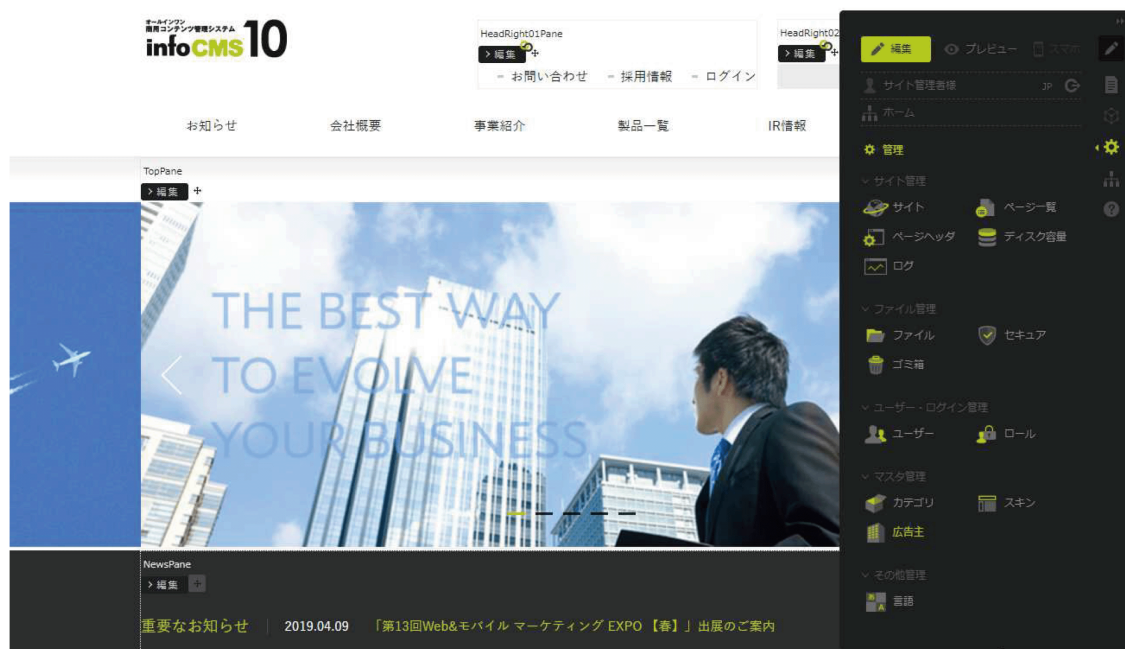 オールインワン
商用コンテンツ管理システム
infoCMS 10
HeadRight01Pane
編集
お問い合わせ
採用情報
ログイン
HeadRight02
編集
お知らせ
会社概要
事業紹介
製品一覧
IR情報
TopPane
編集
THE BEST WAY
TO EVOLVE
YOUR BUSINESS
NewsPane
編集
重要なお知らせ
2019.04.09
「第13回Web&モバイル マーケティング EXPO 【春】」出展のご案内
編集
プレビュー
スマホ
サイト管理者様
JP
ホーム
管理
サイト管理
サイト
ページ一覧
ページヘッダ
ディスク容量
ログ
ファイル管理
ファイル
セキュア
ゴミ箱
ユーザー・ログイン管理
ユーザー
ロール
マスタ管理
カテゴリ
スキン
広告主
その他管理
言語